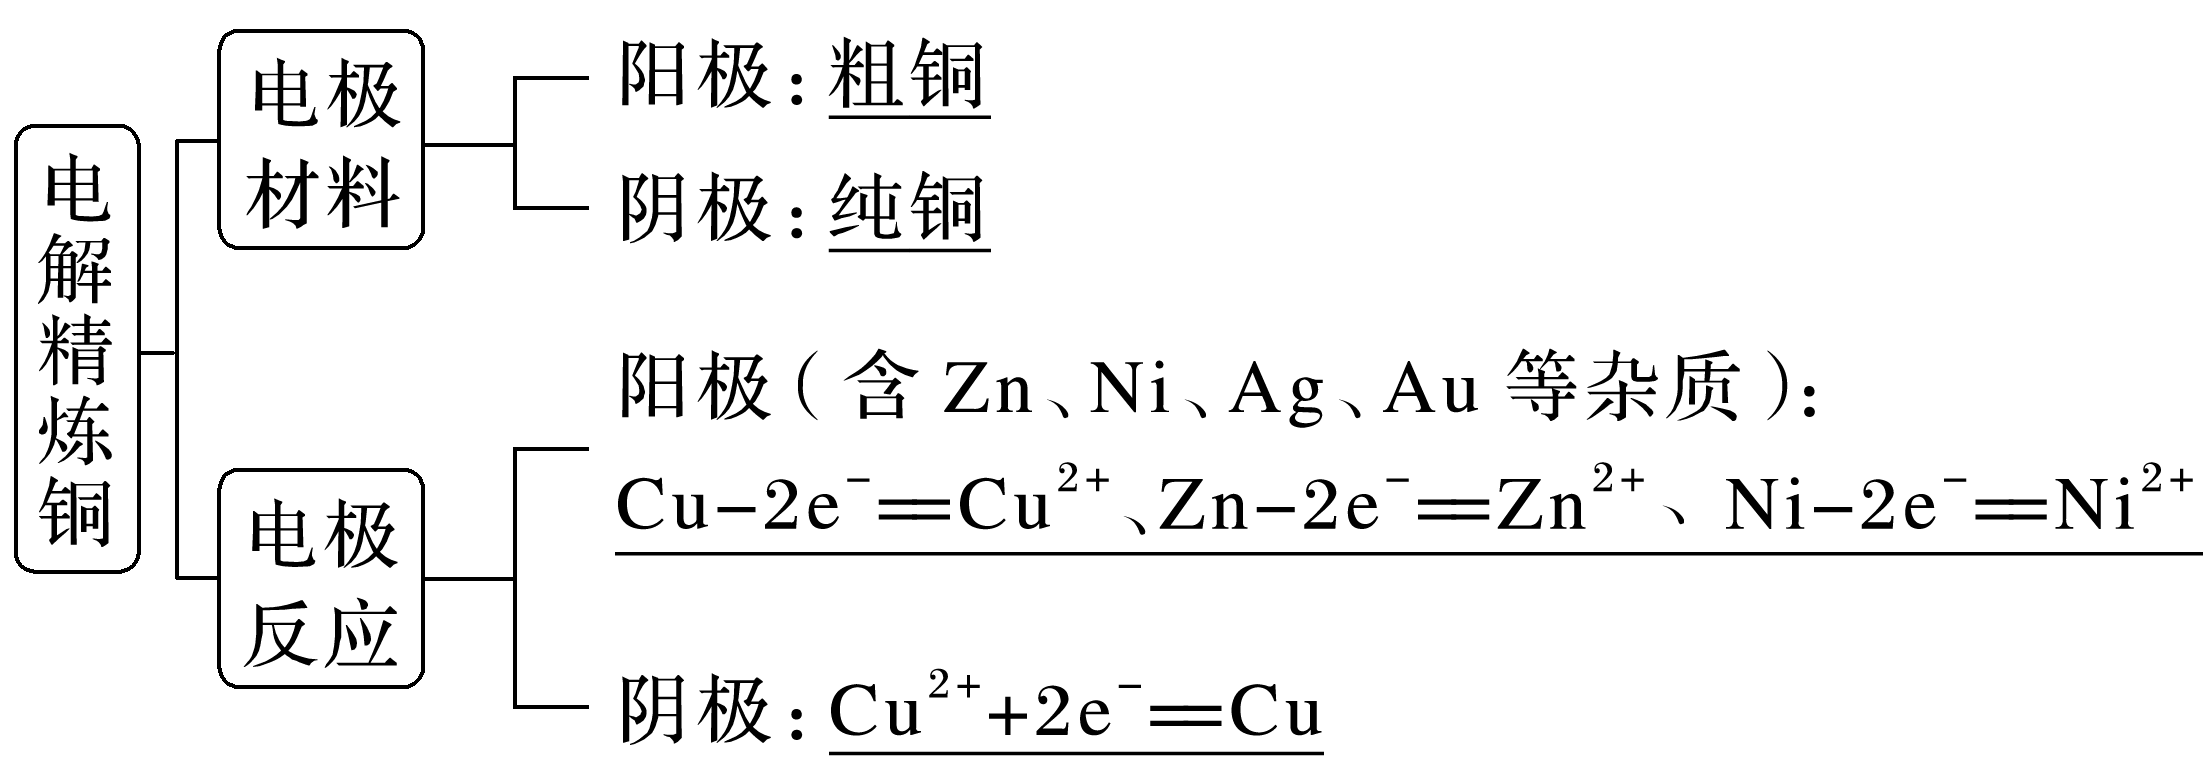 电解精炼铜
电极材料
阳极：粗铜
阴极：纯铜
电极反应
阳极（含 Zn、Ni、Ag、Au 等杂质）：
Cu－2e⁻══Cu²⁺、Zn－2e⁻══Zn²⁺、Ni－2e⁻══Ni²⁺
阴极：Cu²⁺+2e⁻══Cu